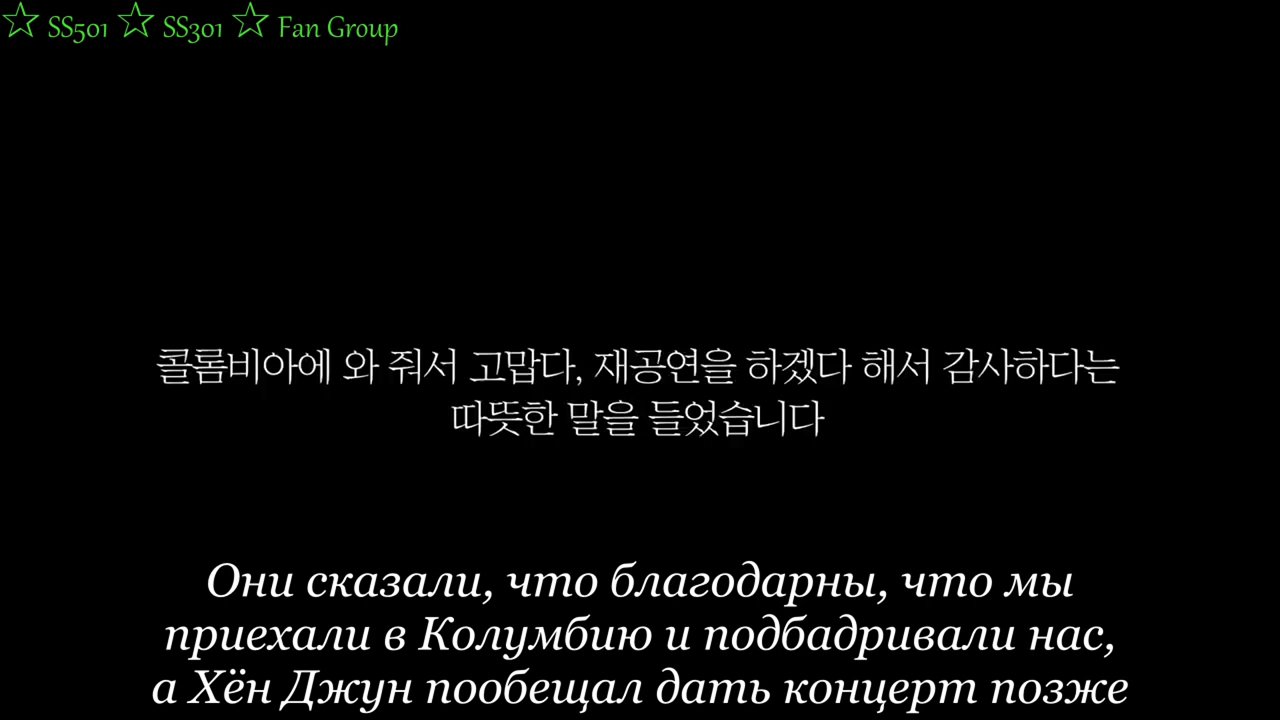 ☆ SS501 ☆ SS301 ☆ Fan Group
콜롬비아에 와 줘서 고맙다, 재공연을 하겠다 해서 감사하다는
따뜻한 말을 들었습니다
Они сказали, что благодарны, что мы
приехали в Колумбию и подбадривали нас,
а Хён Джун пообещал дать концерт позже